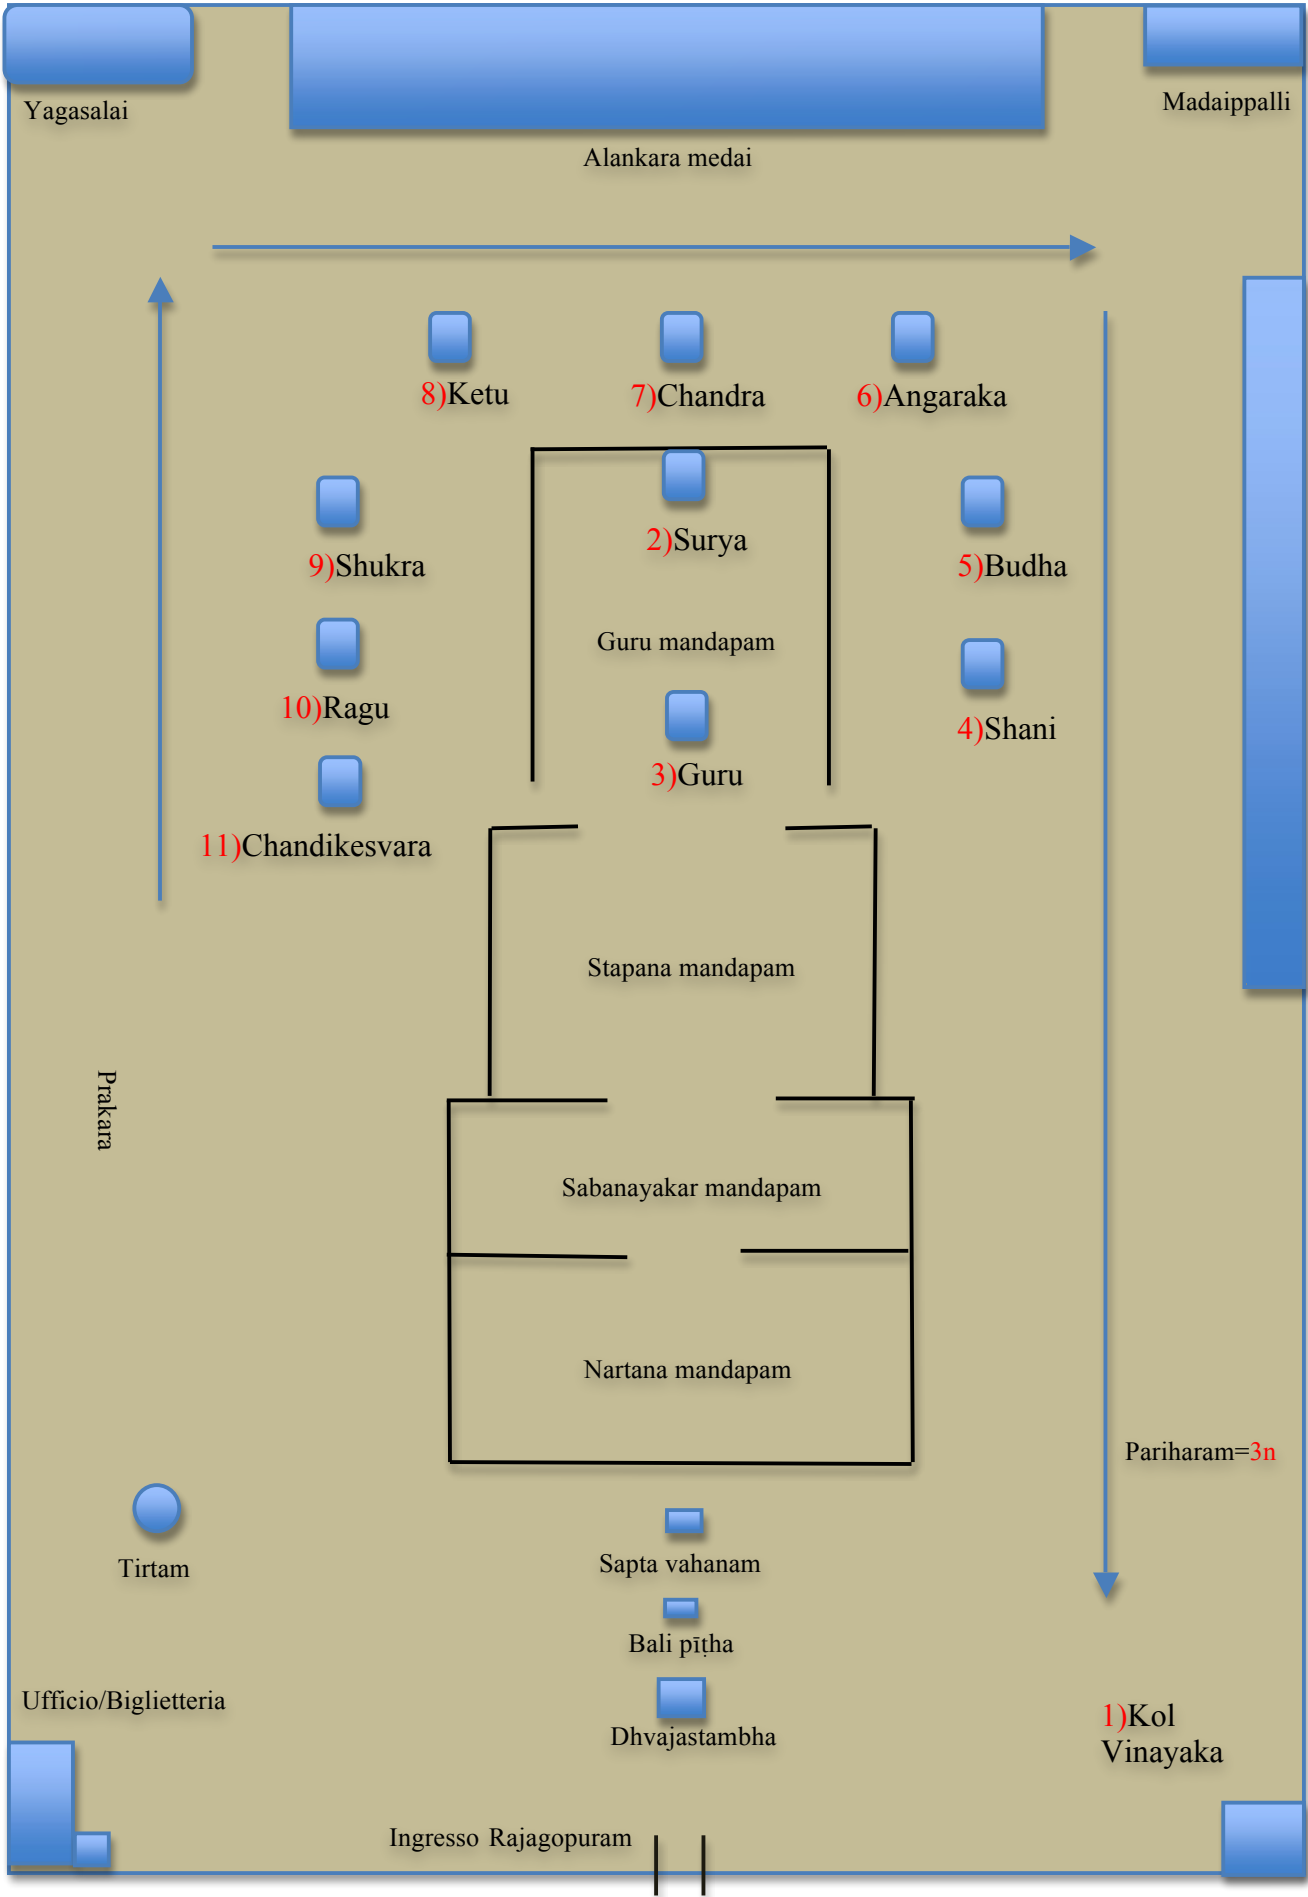 Yagasalai
Madaippalli
Alankara medai
8)Ketu
7)Chandra
6)Angaraka
2)Surya
9)Shukra
5)Budha
Guru mandapam
10)Ragu
4)Shani
3)Guru
11)Chandikesvara
Stapana mandapam
Prakara
Sabanayakar mandapam
Nartana mandapam
Pariharam=3n
Tirtam
Sapta vahanam
Bali pīṭha
Ufficio/Biglietteria
Dhvajastambha
1)Kol
Vinayaka
Ingresso Rajagopuram